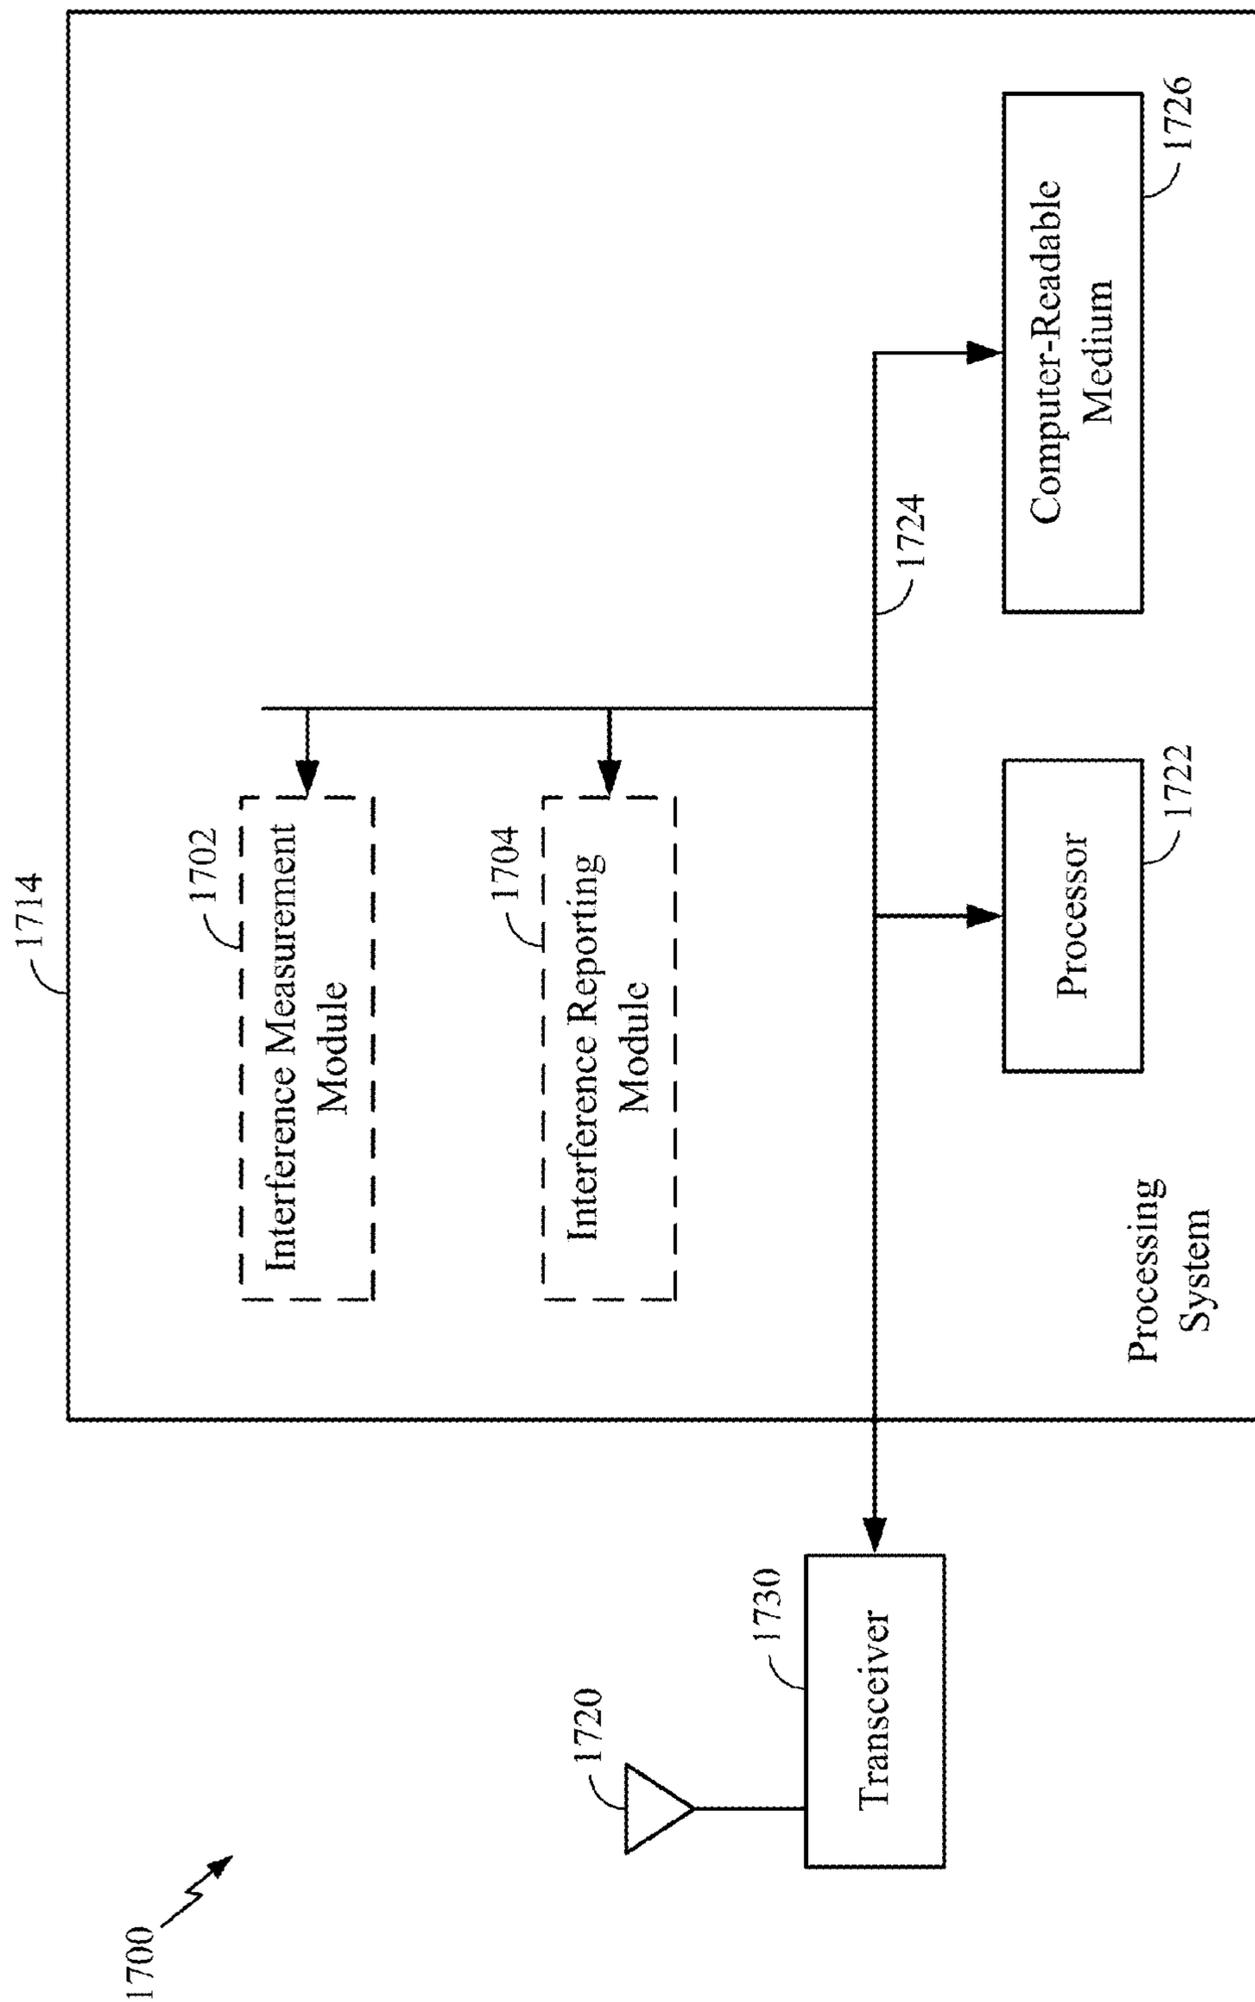 1700
1714
1720
1730
Transceiver
1702
Interference Measurement
Module
1704
Interference Reporting
Module
1724
Processor
1722
Computer-Readable
Medium
1726
Processing
System